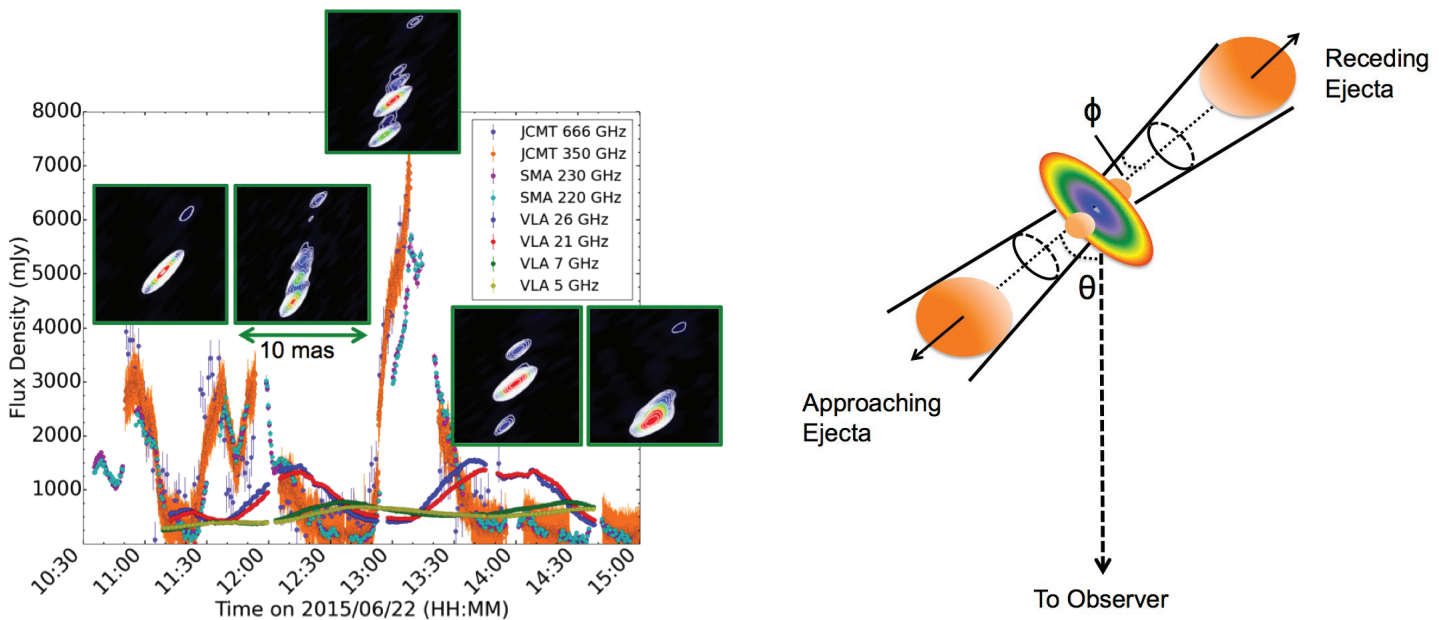 8000
7000
6000
5000
4000
3000
2000
1000
Flux Density (mJy)
JCMT 666 GHz
JCMT 350 GHz
SMA 230 GHz
SMA 220 GHz
VLA 26 GHz
VLA 21 GHz
VLA 7 GHz
VLA 5 GHz
10 mas
10:30
11:00
11:30
12:00
12:30
13:00
13:30
14:00
14:30
15:00
Time on 2015/06/22 (HH:MM)
Receding
Ejecta
ϕ
θ
Approaching
Ejecta
To Observer